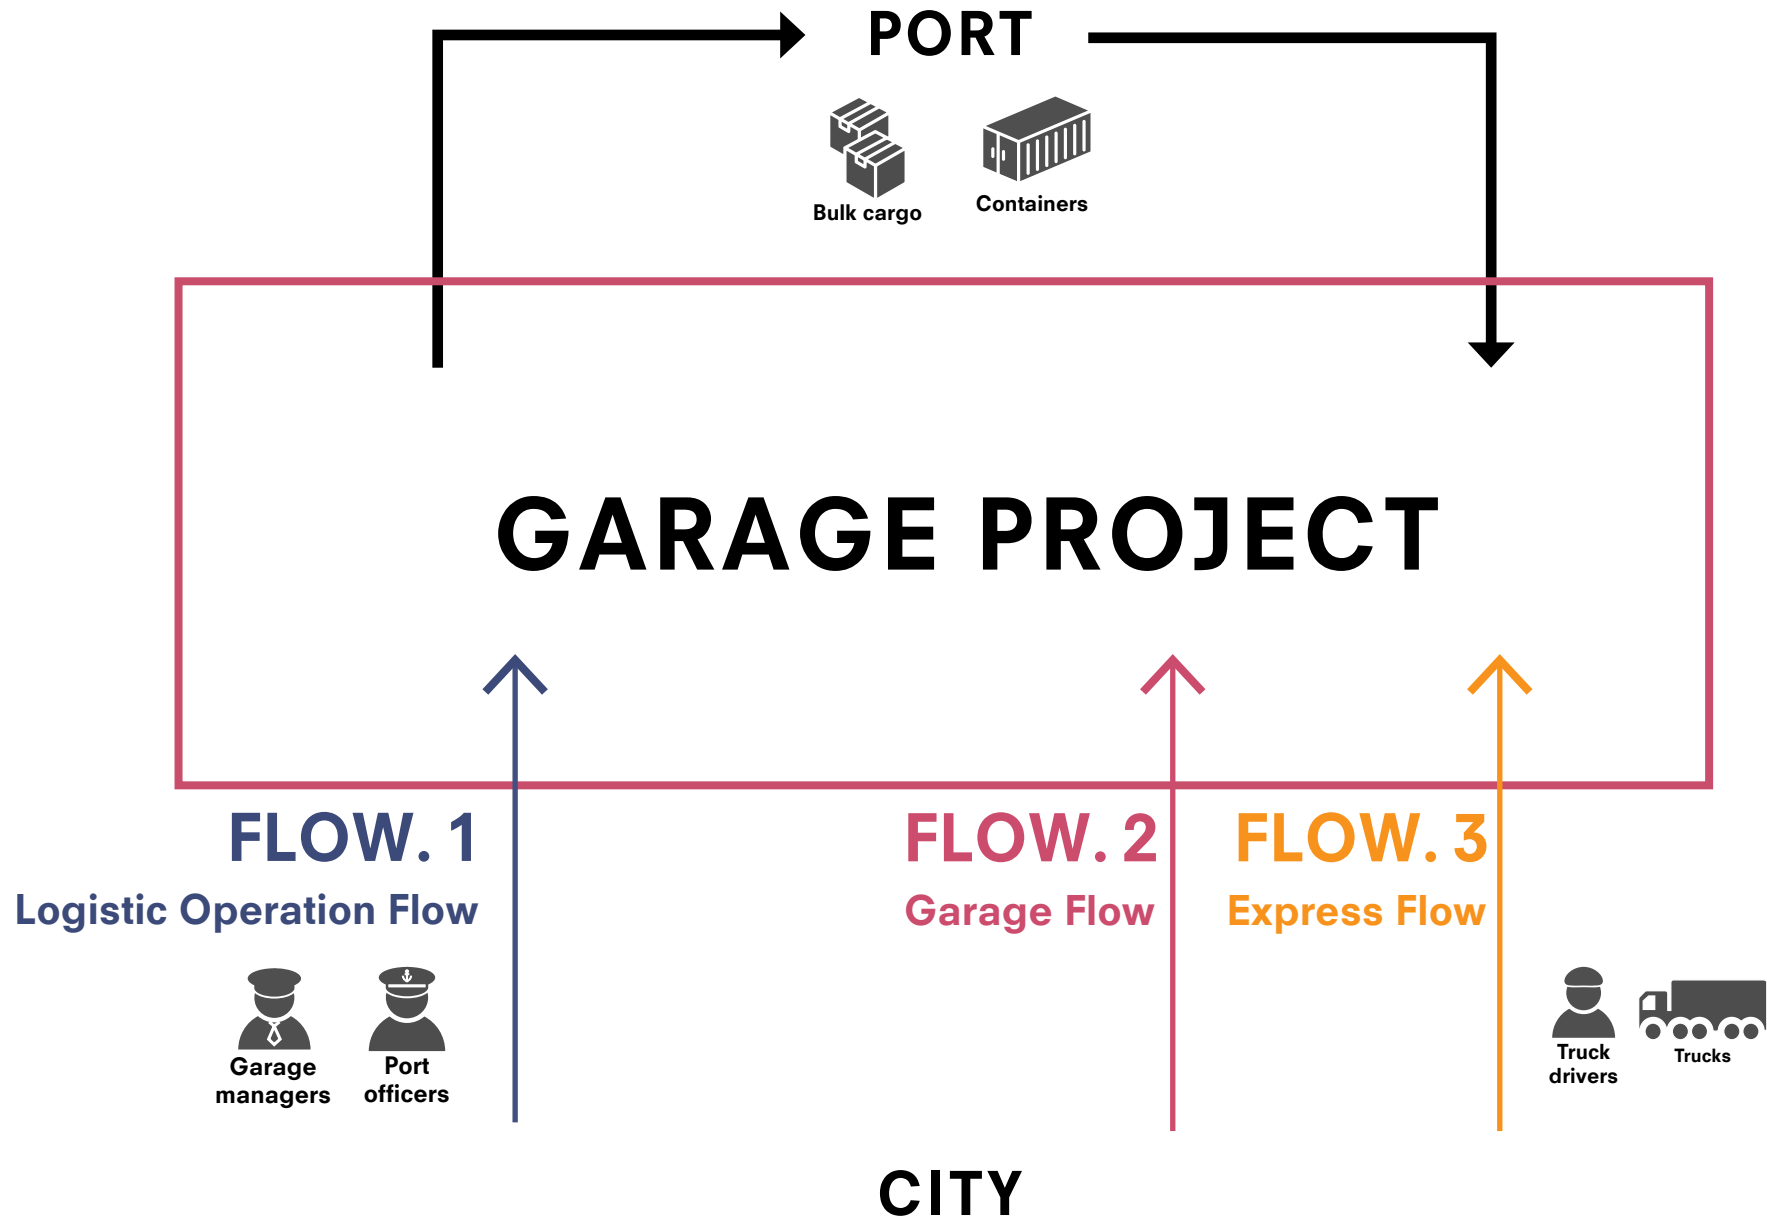 PORT
Bulk cargo
Containers
GARAGE PROJECT
FLOW. 1
Logistic Operation Flow
FLOW. 2
Garage Flow
FLOW. 3
Express Flow
Garage
managers
Port
officers
Truck
drivers
Trucks
CITY